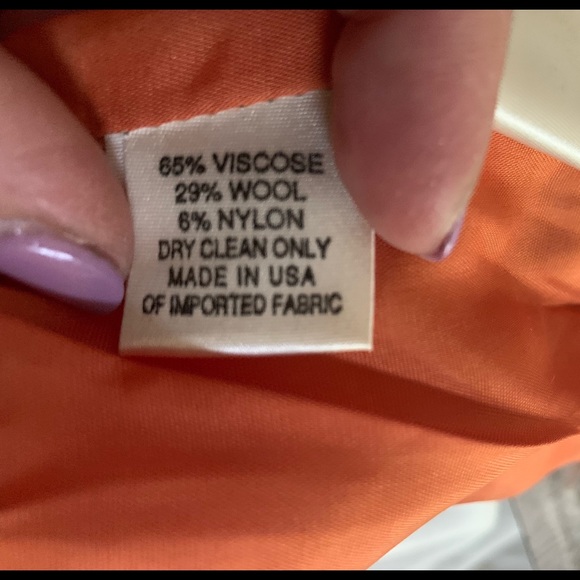 65% VISCOSE
29% WOOL
6% NYLON
DRY CLEAN ONLY
MADE IN USA
OF IMPORTED FABRIC